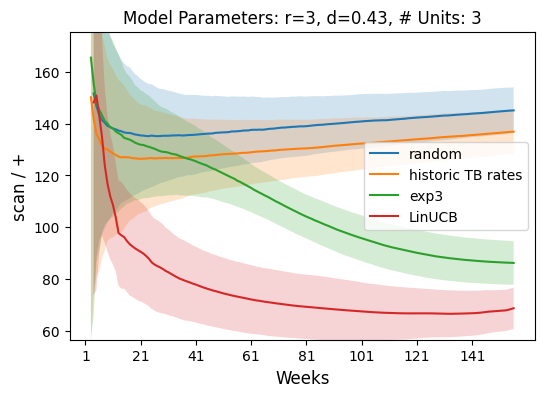 Model Parameters: r=3, d=0.43, # Units: 3
scan / +
160
140
120
100
80
60
random
historic TB rates
exp3
LinUCB
1 21 41 61 81 101 121 141
Weeks